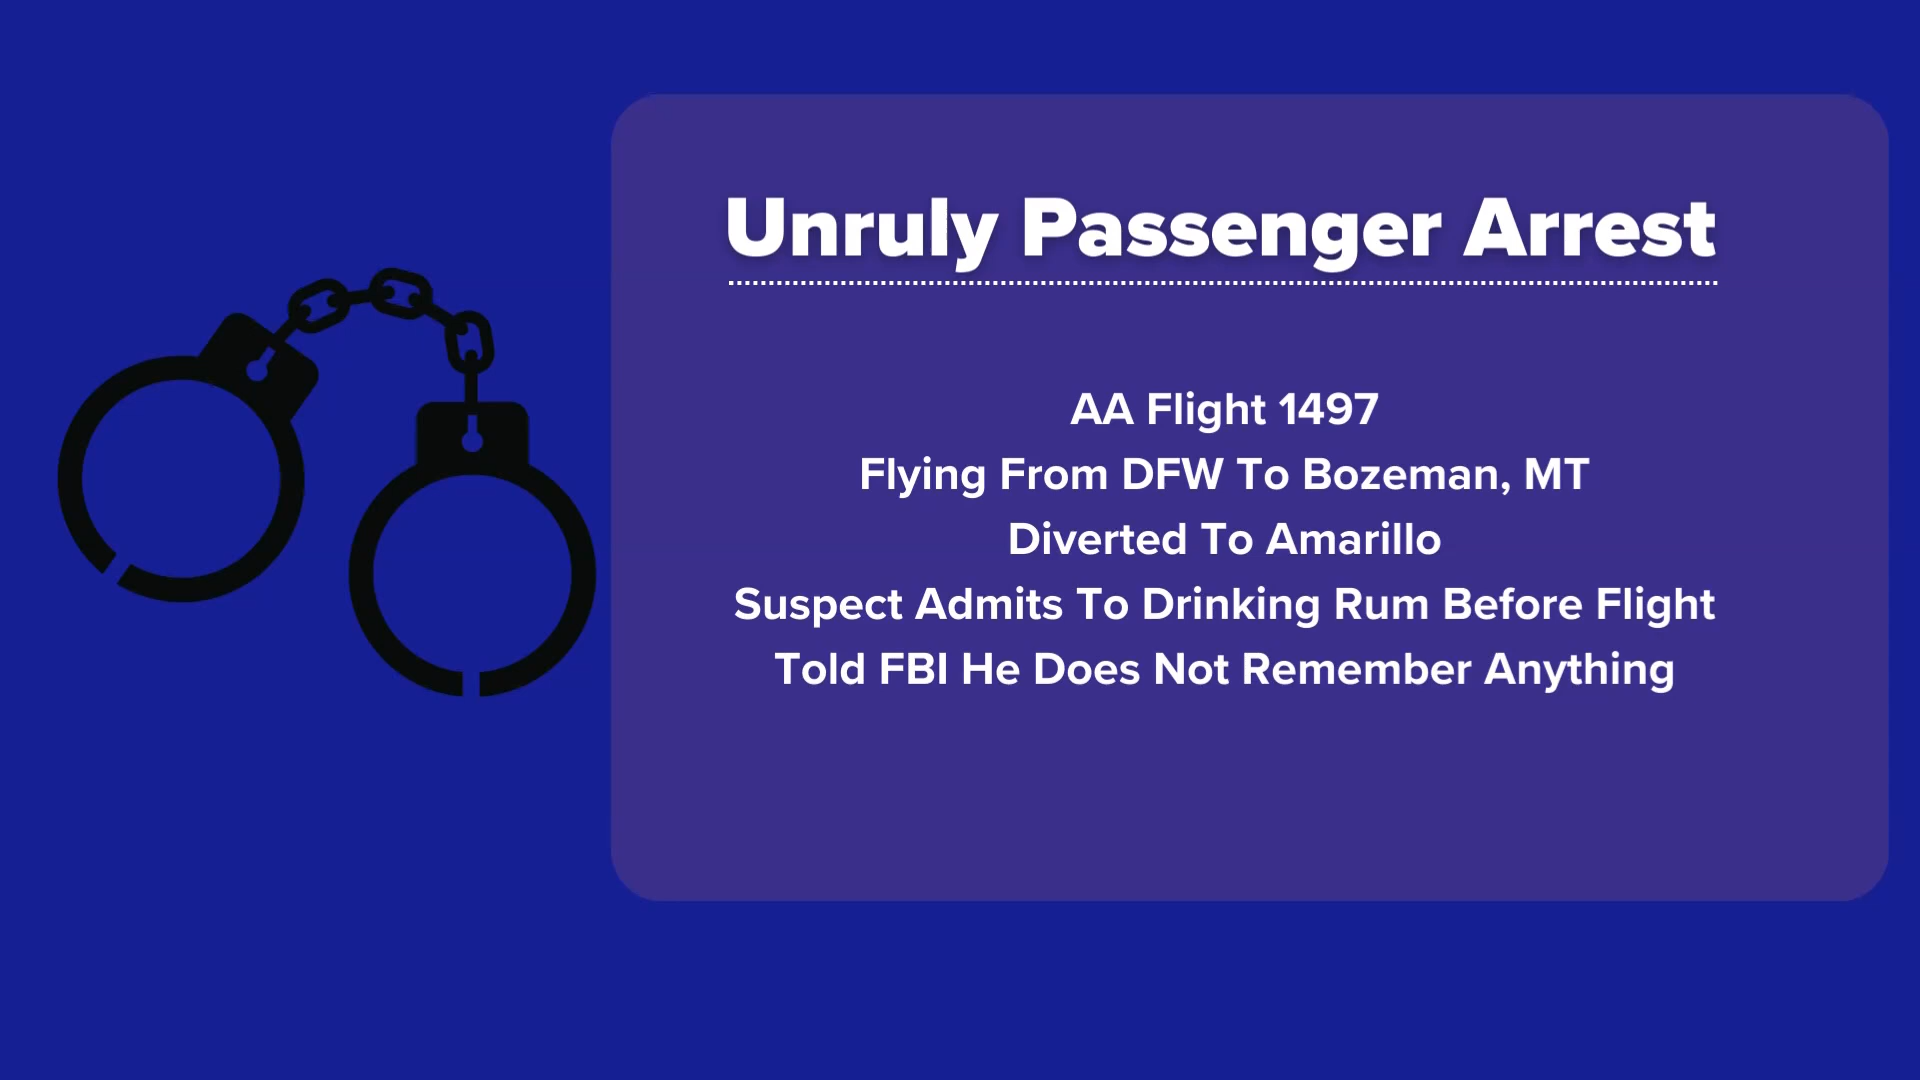 Unruly Passenger Arrest
AA Flight 1497
Flying From DFW To Bozeman, MT
Diverted To Amarillo
Suspect Admits To Drinking Rum Before Flight
Told FBI He Does Not Remember Anything